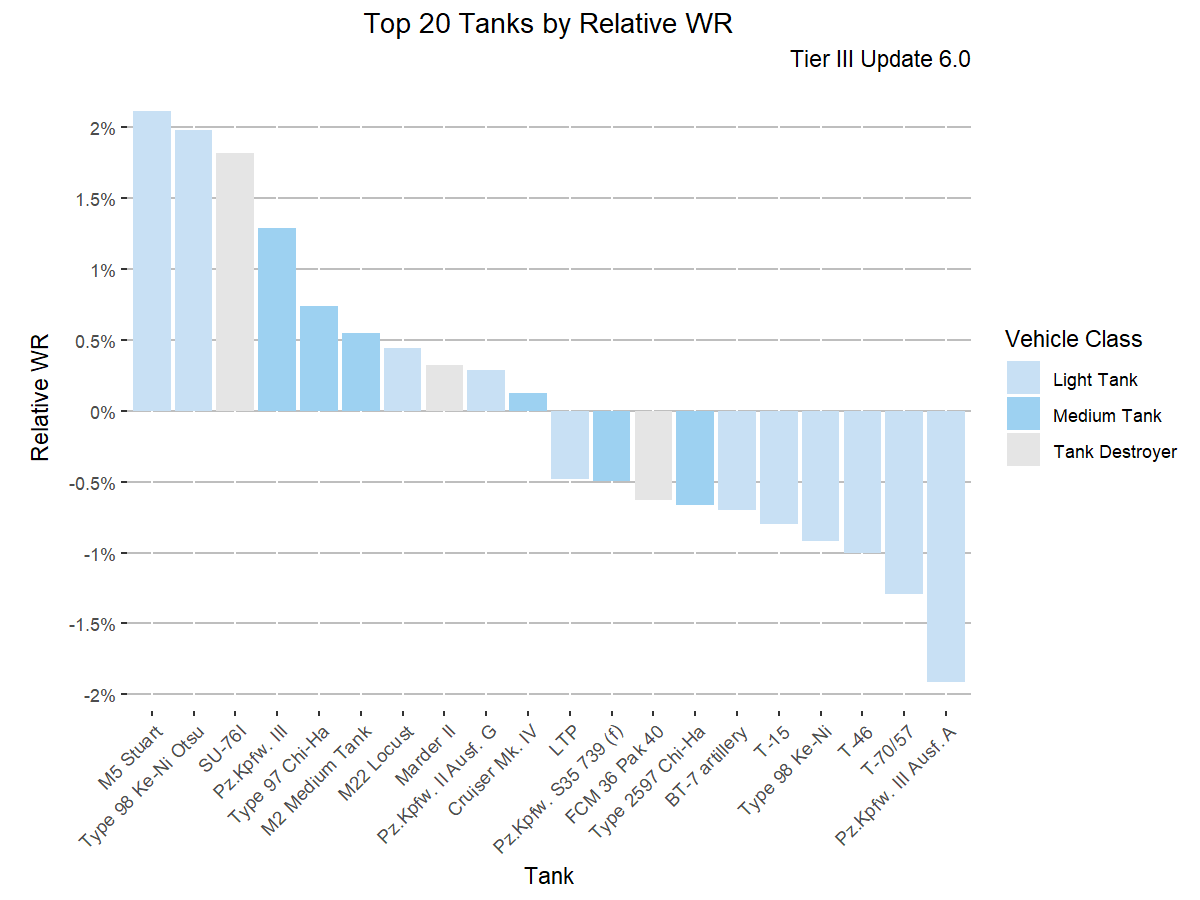 Top 20 Tanks by Relative WR
Tier III Update 6.0
2%
1.5%
1%
0.5%
0%
-0.5%
-1%
-1.5%
-2%
Relative WR
M5 Stuart
Type 98 Ke-Ni Otsu
SU-76I
Pz.Kpfw. III
Type 97 Chi-Ha
M2 Medium Tank
M22 Locust
Marder II
Pz.Kpfw. II Ausf. G
Cruiser Mk. IV
LTP
Pz.Kpfw. S35 739 (f)
FCM 36 Pak 40
Type 2597 Chi-Ha
BT-7 artillery
T-15
Type 98 Ke-Ni
T-46
T-70/57
Pz.Kpfw. III Ausf. A
Tank
Vehicle Class
Light Tank
Medium Tank
Tank Destroyer